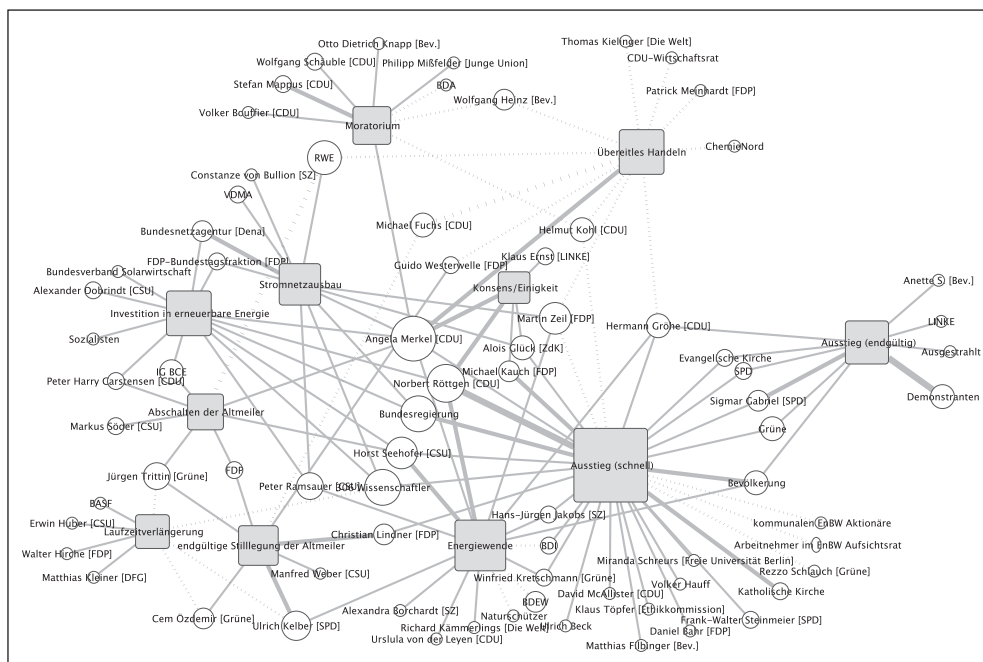 Otto Dietrich Knapp [Bev.]
Thomas Kielinger [Die Welt]
CDU-Wirtschaftsrat
Wolfgang Schäuble [CDU]
Philipp Mißfelder [Junge Union]
Stefan Mappus [CDU]
BDA
Patrick Meinhardt [FDP]
Wolfgang Heinz [Bev.]
Volker Bouffier [CDU]
Moratorium
ChemieNord
Übereiltes Handeln
RWE
Constanze von Bullion [SZ]
VDMA
Michael Fuchs [CDU]
Helmut Kohl [CDU]
Bundesnetzagentur [Dena]
Klaus Ernst [LINKE]
FDP-Bundestagsfraktion [FDP]
Guido Westerwelle [FDP]
Bundesverband Solarwirtschaft
Anette S. [Bev.]
Stromnetzausbau
Konsens/Einigkeit
Alexander Dobrindt [CSU]
Investition in erneuerbare Energie
Martin Zeil [FDP]
Hermann Gröhe [CDU]
LINKE
Sozialisten
Angela Merkel [CDU]
Ausstieg (endgültig)
Alois Glück [ZdK]
Ausgestrahlt
Evangelische Kirche
IG BCE
Michael Kauch [FDP]
SPD
Peter Harry Carstensen [CDU]
Norbert Röttgen [CDU]
Demonstranten
Sigmar Gabriel [SPD]
Abschalten der Altmeiler
Bundesregierung
Markus Söder [CSU]
Grüne
Horst Seehofer [CSU]
Ausstieg (schnell)
FDP
Jürgen Trittin [Grüne]
Peter Ramsauer [CSU]
Wissenschaftler
Bevölkerung
BASF
Hans-Jürgen Jakobs [SZ]
Erwin Huber [CSU]
kommunalen EnBW Aktionäre
Laufzeitverlängerung
Christian Lindner [FDP]
endgültige Stilllegung der Altmeiler
Energiewende
BDI
Arbeitnehmer im EnBW Aufsichtsrat
Walter Hirche [FDP]
Miranda Schreurs [Freie Universität Berlin]
Rezzo Schlauch [Grüne]
Manfred Weber [CSU]
Matthias Kleiner [DFG]
Winfried Kretschmann [Grüne]
Volker Hauff
David McAllister [CDU]
Katholische Kirche
BDEW
Alexandra Borchardt [SZ]
Klaus Töpfer [Ethikkommission]
Naturschützer
Cem Özdemir [Grüne]
Frank-Walter Steinmeier [SPD]
Ulrich Kelber [SPD]
Richard Kämmerlings [Die Welt]
Ulrich Beck
Daniel Bahr [FDP]
Urslula von der Leyen [CDU]
Matthias Filbinger [Bev.]